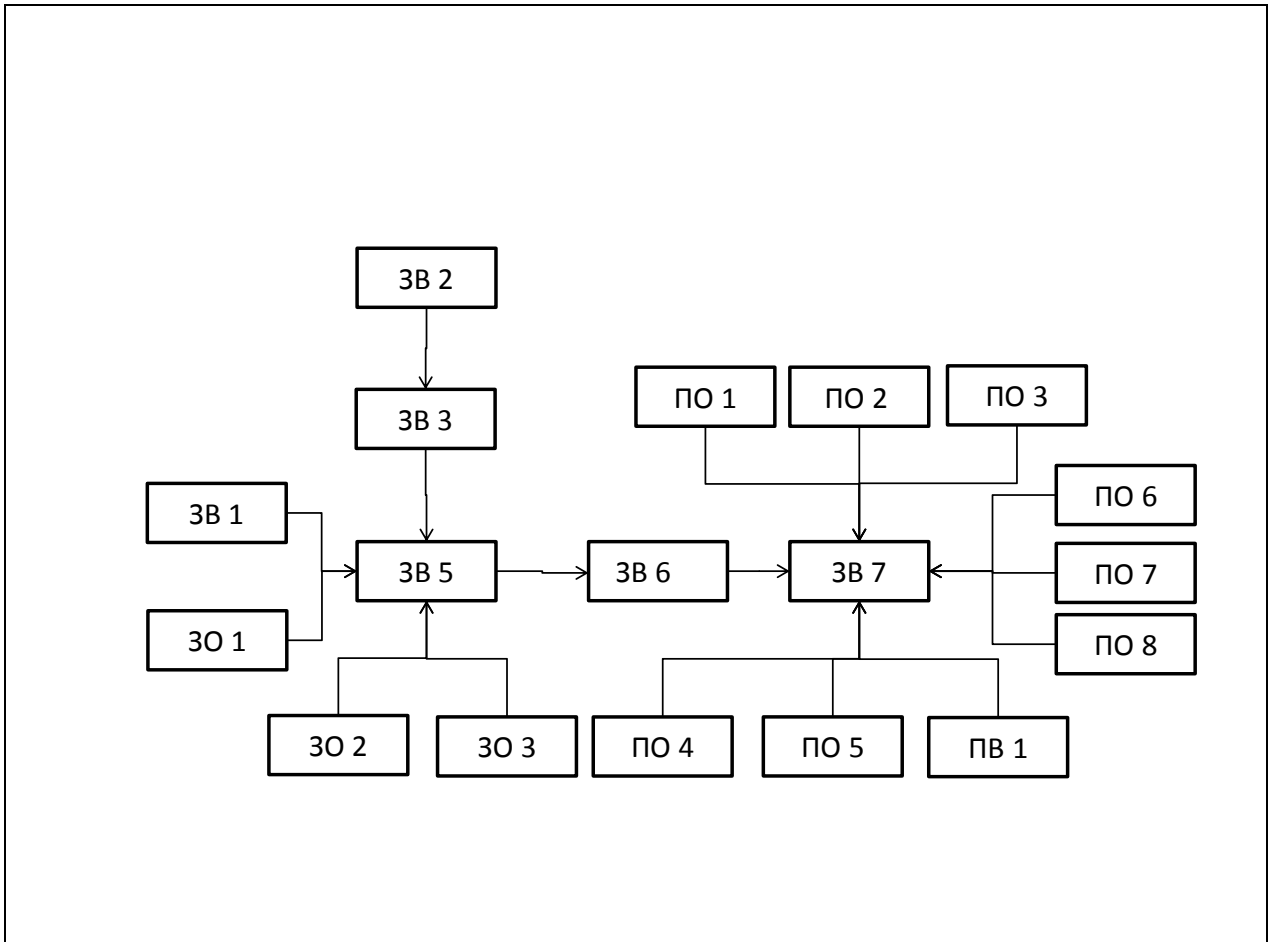 ЗВ 2
ПО 1
ПО 2
ПО 3
ЗВ 3
ПО 6
ЗВ 1
ЗВ 5
ЗВ 6
ЗВ 7
ПО 7
ЗО 1
ПО 8
ЗО 2
ЗО 3
ПО 4
ПО 5
ПВ 1